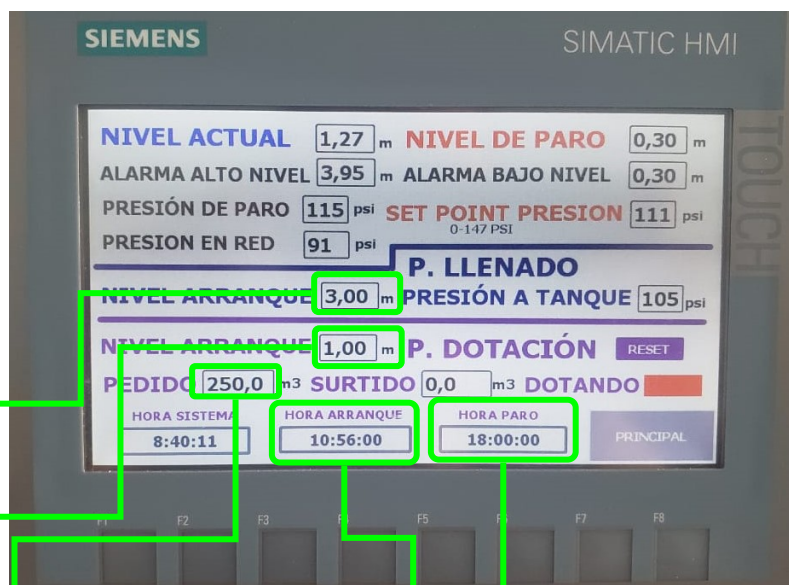 SIEMENS
SIMATIC HMI
TOUCH
NIVEL ACTUAL 1,27 m NIVEL DE PARO 0,30 m
ALARMA ALTO NIVEL 3,95 m ALARMA BAJO NIVEL 0,30 m
PRESIÓN DE PARO 115 psi SET POINT PRESION 111 psi
0-147 PSI
PRESION EN RED 91 psi
P. LLENADO
NIVEL ARRANQUE 3,00 m PRESIÓN A TANQUE 105 psi
NIVEL ARRANQUE 1,00 m P. DOTACIÓN RESET
PEDIDO 250,0 m3 SURTIDO 0,0 m3 DOTANDO
HORA SISTEMA HORA ARRANQUE HORA PARO
8:40:11 10:56:00 18:00:00 PRINCIPAL
F1 F2 F3 F4 F5 F6 F7 F8